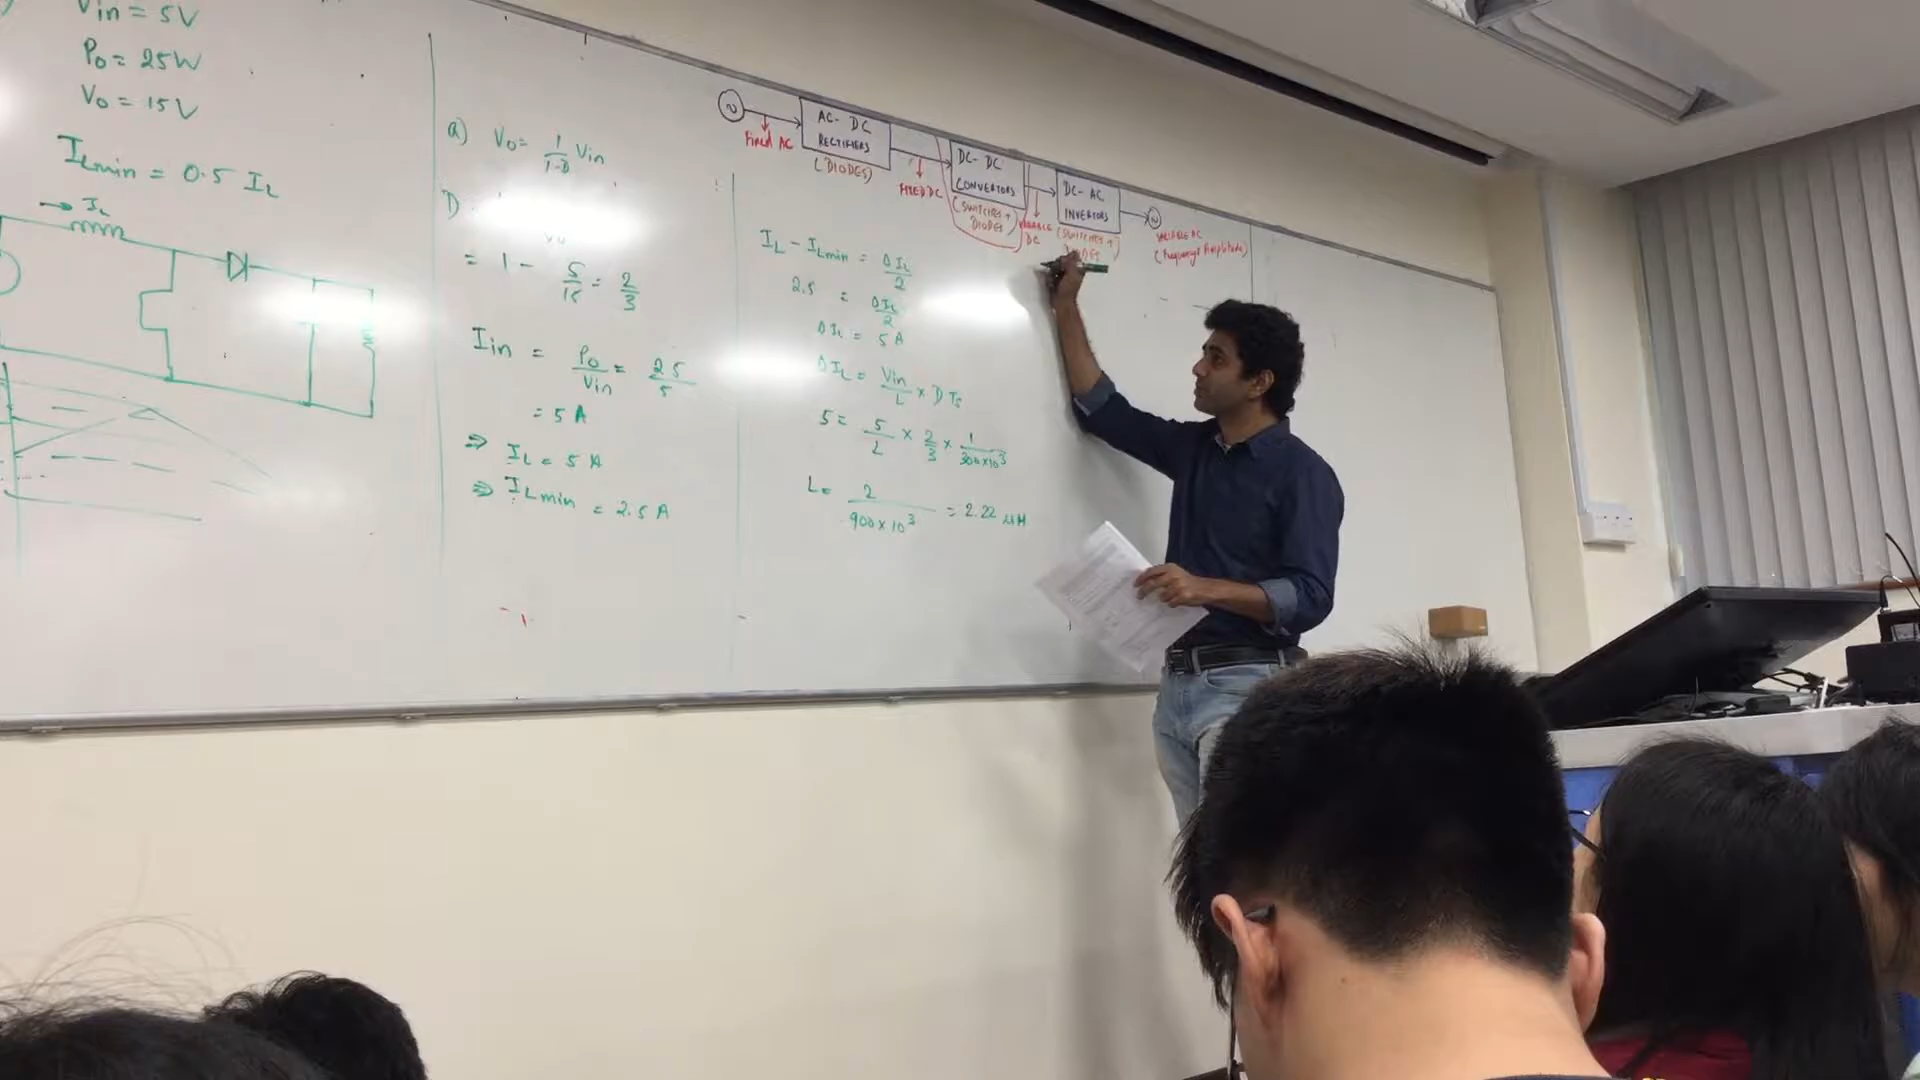 Vin = 5V
Po = 25W
Vo = 15V
ILmin = 0.5 IL
IL
a) Vo = 1/(1-D) Vin
D
= 1 - 5/15 = 2/3
Iin = Po/Vin = 25/5
= 5 A
⇒ IL = 5 A
⇒ ILmin = 2.5 A
IL - ILmin = ΔIL/2
2.5 = ΔIL/2
ΔIL = 5 A
ΔIL = Vin/L × D Ts
5 = 5/L × 2/3 × 1/(300×10³)
L = 2/(900×10³) = 2.22 μH
Fixed AC
AC - DC
RECTIFIERS
(DIODES)
FIXED DC
DC - DC
CONVERTORS
(SWITCHES +
DIODES)
VARIABLE
DC
DC - AC
INVERTORS
(SWITCHES +
VARIABLE AC